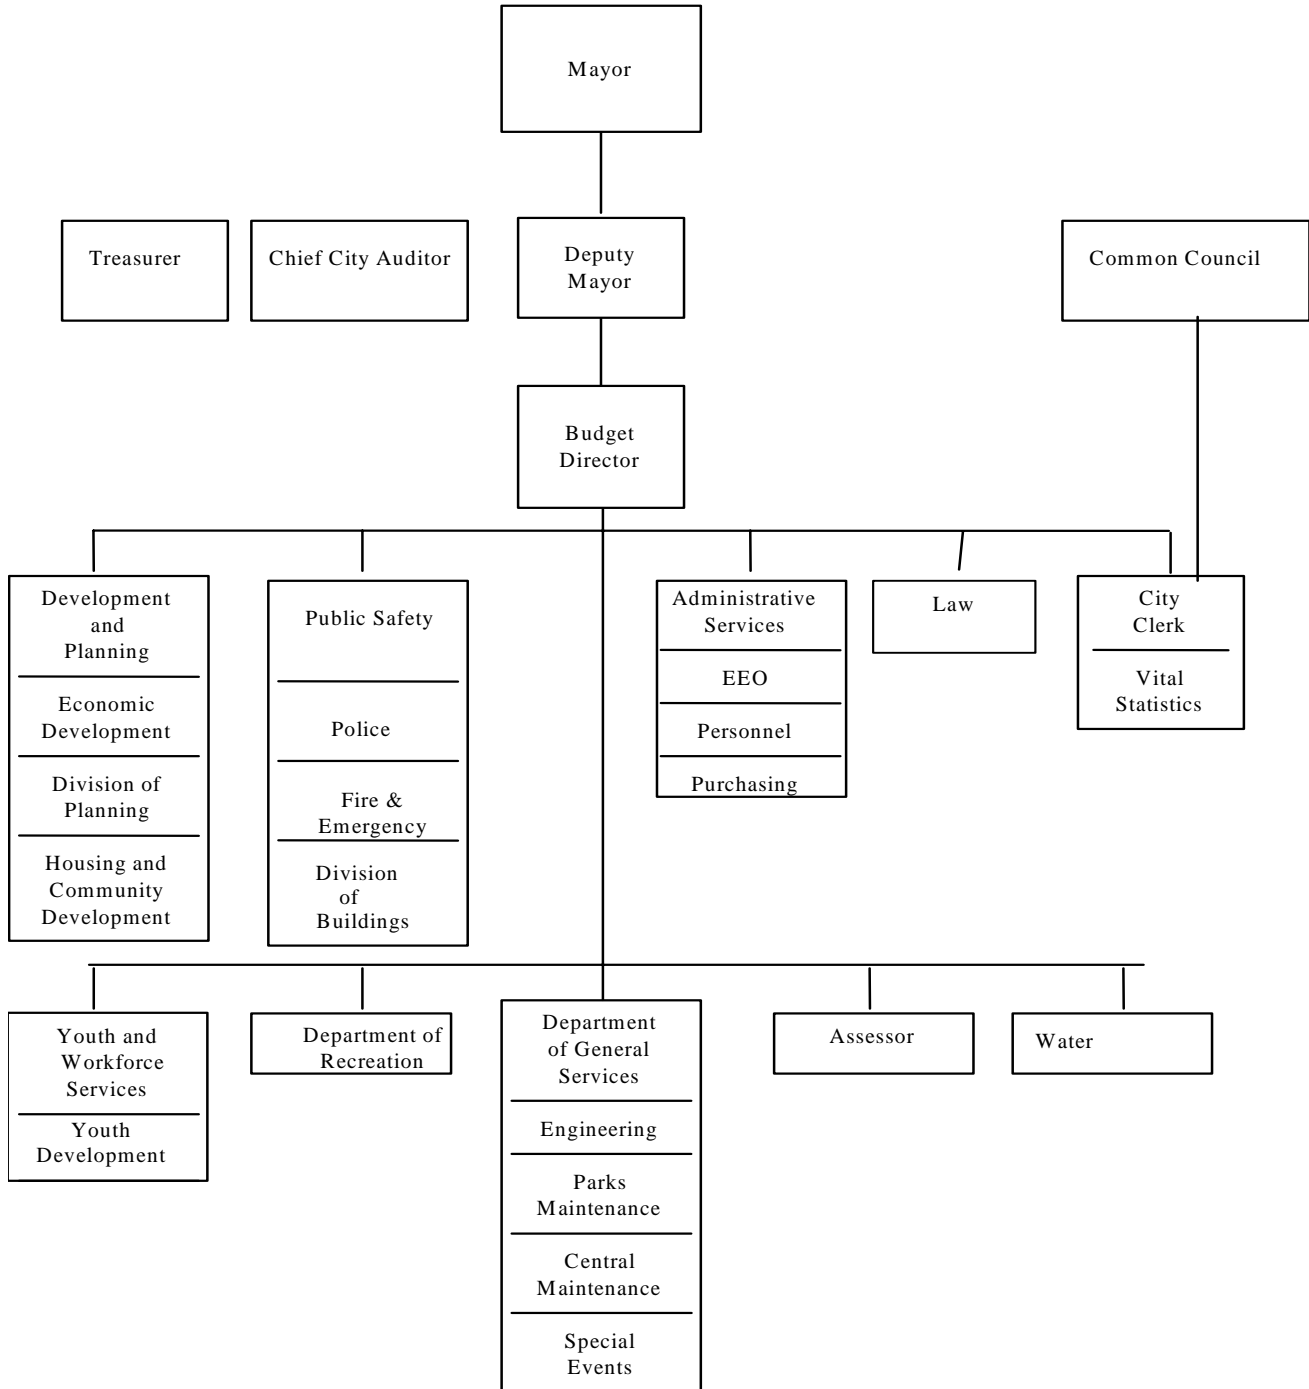 Mayor
Treasurer
Chief City Auditor
Deputy
Mayor
Common Council
Budget
Director
Development
and
Planning
Economic
Development
Division of
Planning
Housing and
Community
Development
Public Safety
Police
Fire &
Emergency
Division
of
Buildings
Administrative
Services
EEO
Personnel
Purchasing
Law
City
Clerk
Vital
Statistics
Youth and
Workforce
Services
Youth
Development
Department of
Recreation
Department
of General
Services
Engineering
Parks
Maintenance
Central
Maintenance
Special
Events
Assessor
Water